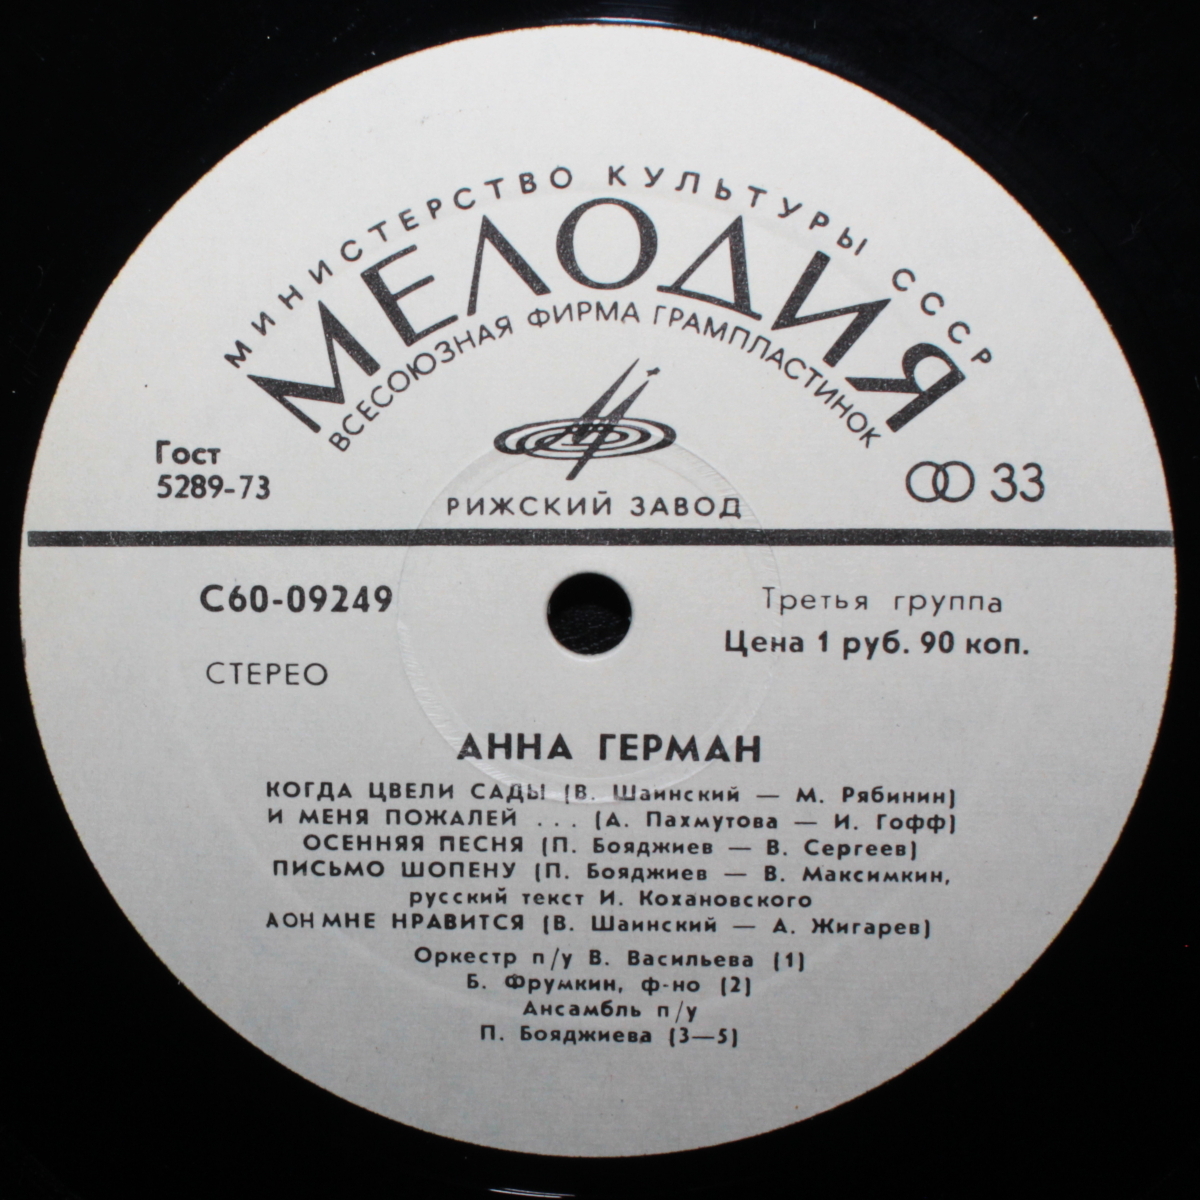 МИНИСТЕРСТВО КУЛЬТУРЫ СССР
МЕЛОДИЯ
ВСЕСОЮЗНАЯ ФИРМА ГРАМПЛАСТИНОК
Гост
5289-73
33
РИЖСКИЙ ЗАВОД
С60-09249
Третья группа
Цена 1 руб. 90 коп.
СТЕРЕО
АННА ГЕРМАН
КОГДА ЦВЕЛИ САДЫ (В. Шаинский — М. Рябинин)
И МЕНЯ ПОЖАЛЕЙ ... (А. Пахмутова — И. Гофф)
ОСЕННЯЯ ПЕСНЯ (П. Бояджиев — В. Сергеев)
ПИСЬМО ШОПЕНУ (П. Бояджиев — В. Максимкин,
русский текст И. Кохановского
А ОН МНЕ НРАВИТСЯ (В. Шаинский — А. Жигарев)
Оркестр п/у В. Васильева (1)
Б. Фрумкин, ф-но (2)
Ансамбль п/у
П. Бояджиева (3—5)